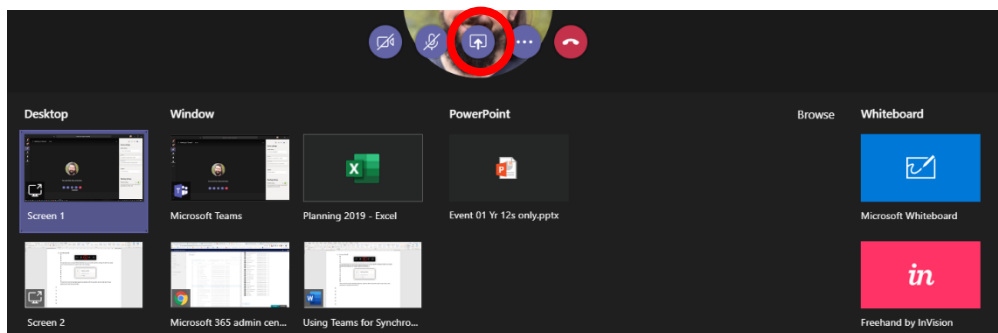 Desktop
Window
PowerPoint
Browse
Whiteboard
Screen 1
Microsoft Teams
Planning 2019 - Excel
Event 01 Yr 12s only.pptx
Microsoft Whiteboard
in
Screen 2
Microsoft 365 admin cen...
Using Teams for Synchro...
Freehand by InVision